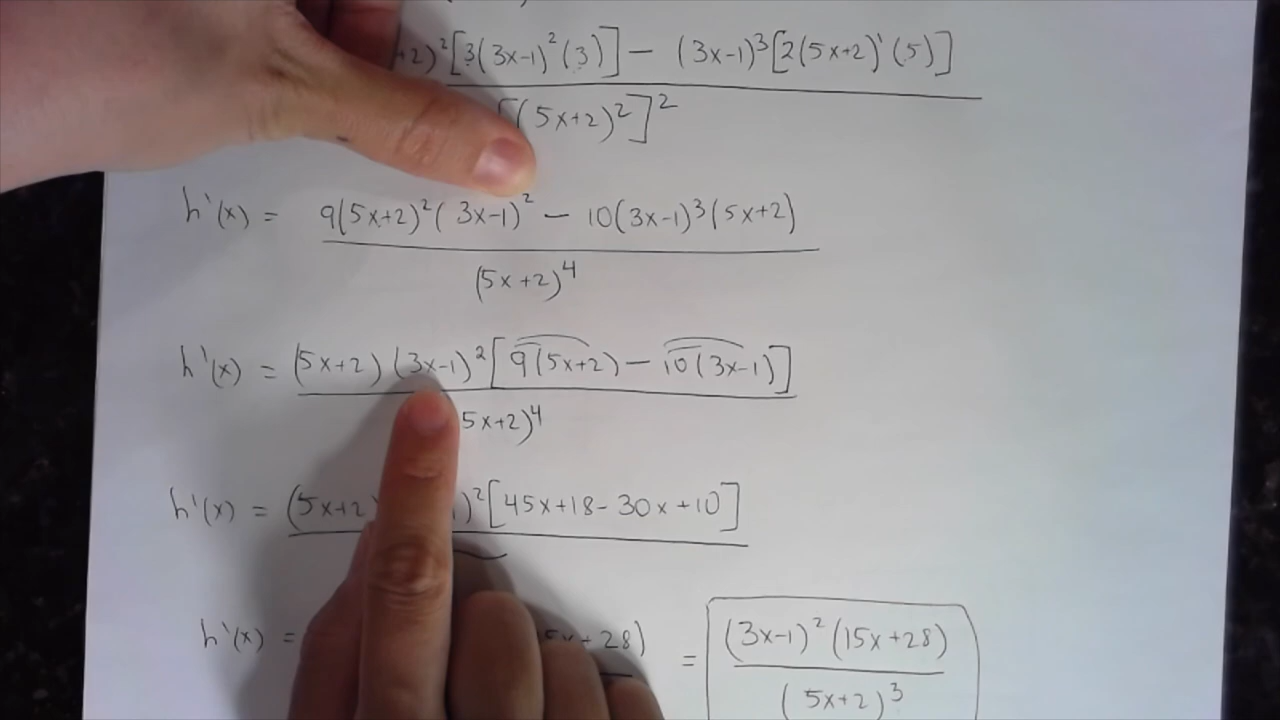 +2)²[3(3x-1)²(3)] - (3x-1)³[2(5x+2)¹(5)]
[(5x+2)²]²
h'(x) = 9(5x+2)²(3x-1)² - 10(3x-1)³(5x+2)
(5x+2)⁴
h'(x) = (5x+2)(3x-1)²[9(5x+2) - 10(3x-1)]
5x+2)⁴
h'(x) = (5x+2 )²[45x+18-30x+10]
h'(x) = 5x+28) = (3x-1)²(15x+28)
(5x+2)³